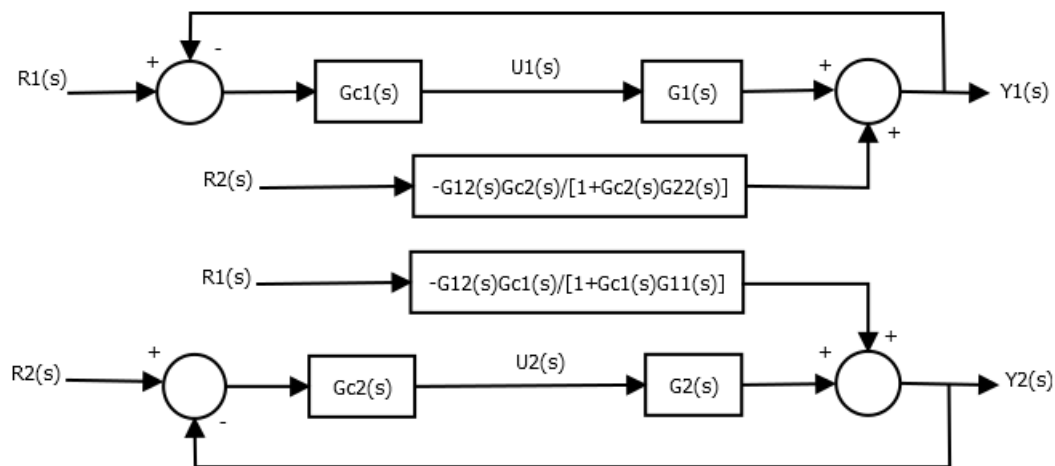 -
+
R1(s)
Gc1(s)
U1(s)
G1(s)
+
Y1(s)
+
R2(s)
-G12(s)Gc2(s)/[1+Gc2(s)G22(s)]
R1(s)
-G12(s)Gc1(s)/[1+Gc1(s)G11(s)]
+
R2(s)
+
Gc2(s)
U2(s)
G2(s)
+
Y2(s)
-